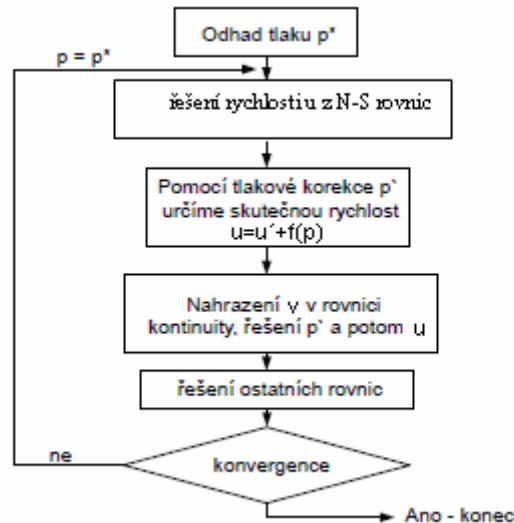 Odhad tlaku p*
p = p*
řešení rychlosti u z N-S rovnic
Pomocí tlakové korekce p`
určíme skutečnou rychlost
u=u´+f(p)
Nahrazení v v rovnici
kontinuity, řešení p` a potom u
řešení ostatních rovnic
ne
konvergence
Ano - konec